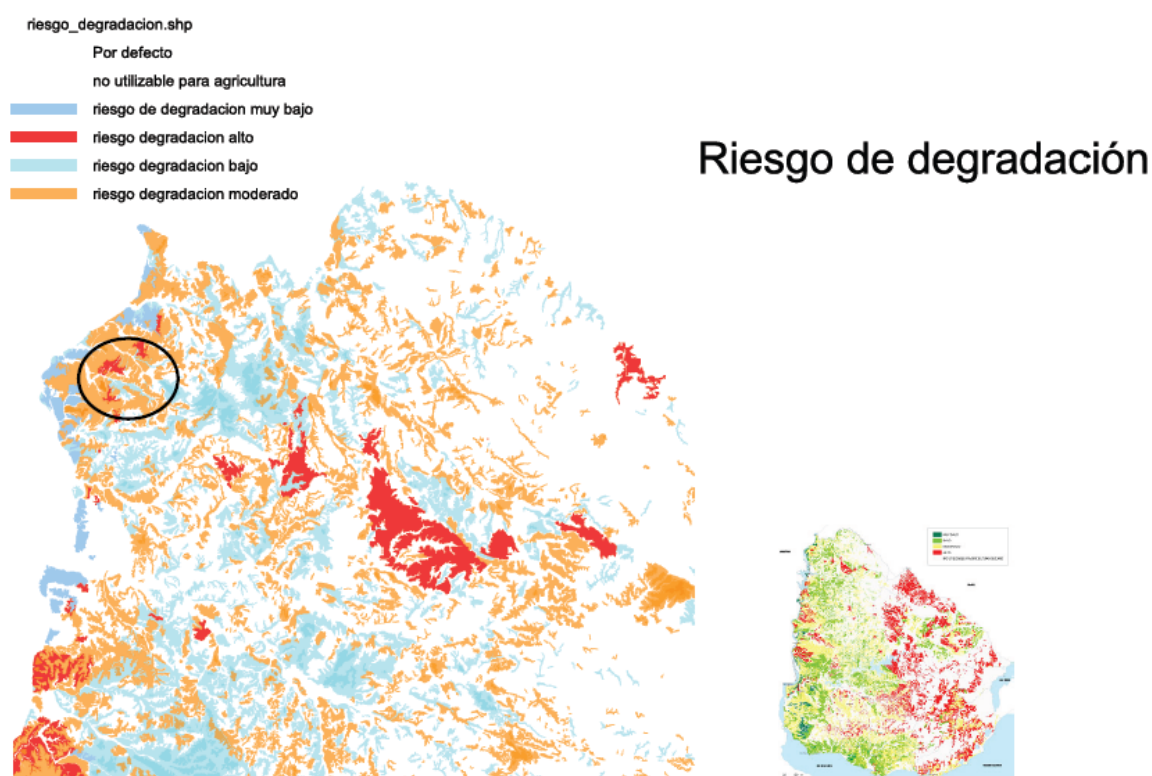 riesgo_degradacion.shp
Por defecto
no utilizable para agricultura
riesgo de degradacion muy bajo
riesgo degradacion alto
riesgo degradacion bajo
riesgo degradacion moderado
Riesgo de degradación